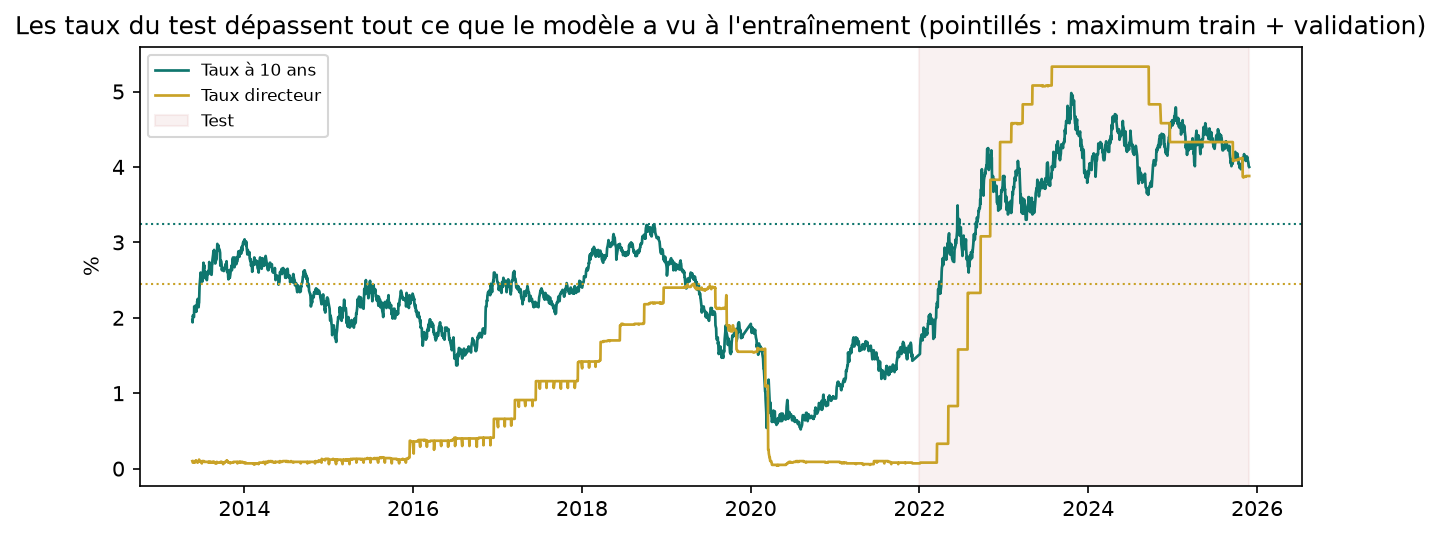 Les taux du test dépassent tout ce que le modèle a vu à l'entraînement (pointillés : maximum train + validation)
Taux à 10 ans
Taux directeur
Test
%
5
4
3
2
1
0
2014 2016 2018 2020 2022 2024 2026